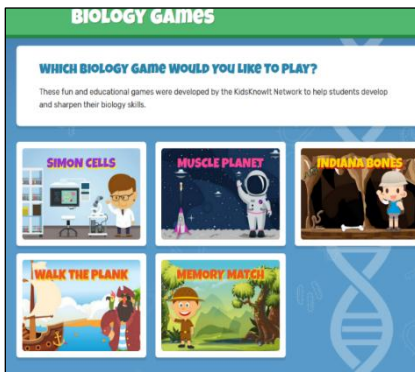 BIOLOGY GAMES
WHICH BIOLOGY GAME WOULD YOU LIKE TO PLAY?
These fun and educational games were developed by the KidsKnowIt Network to help students develop
and sharpen their biology skills.
SIMON CELLS
MUSCLE PLANET
INDIANA BONES
WALK THE PLANK
MEMORY MATCH